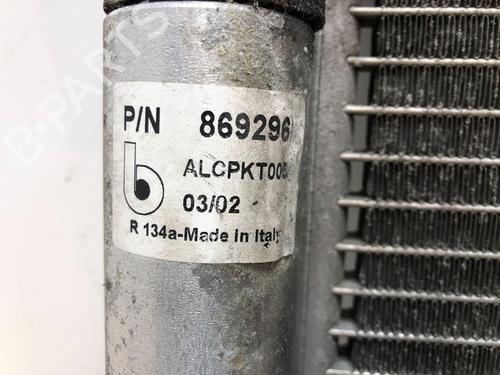 P/N 869296
b
ALCPKT00
03/02
R 134a-Made in Italy
B-PARTS